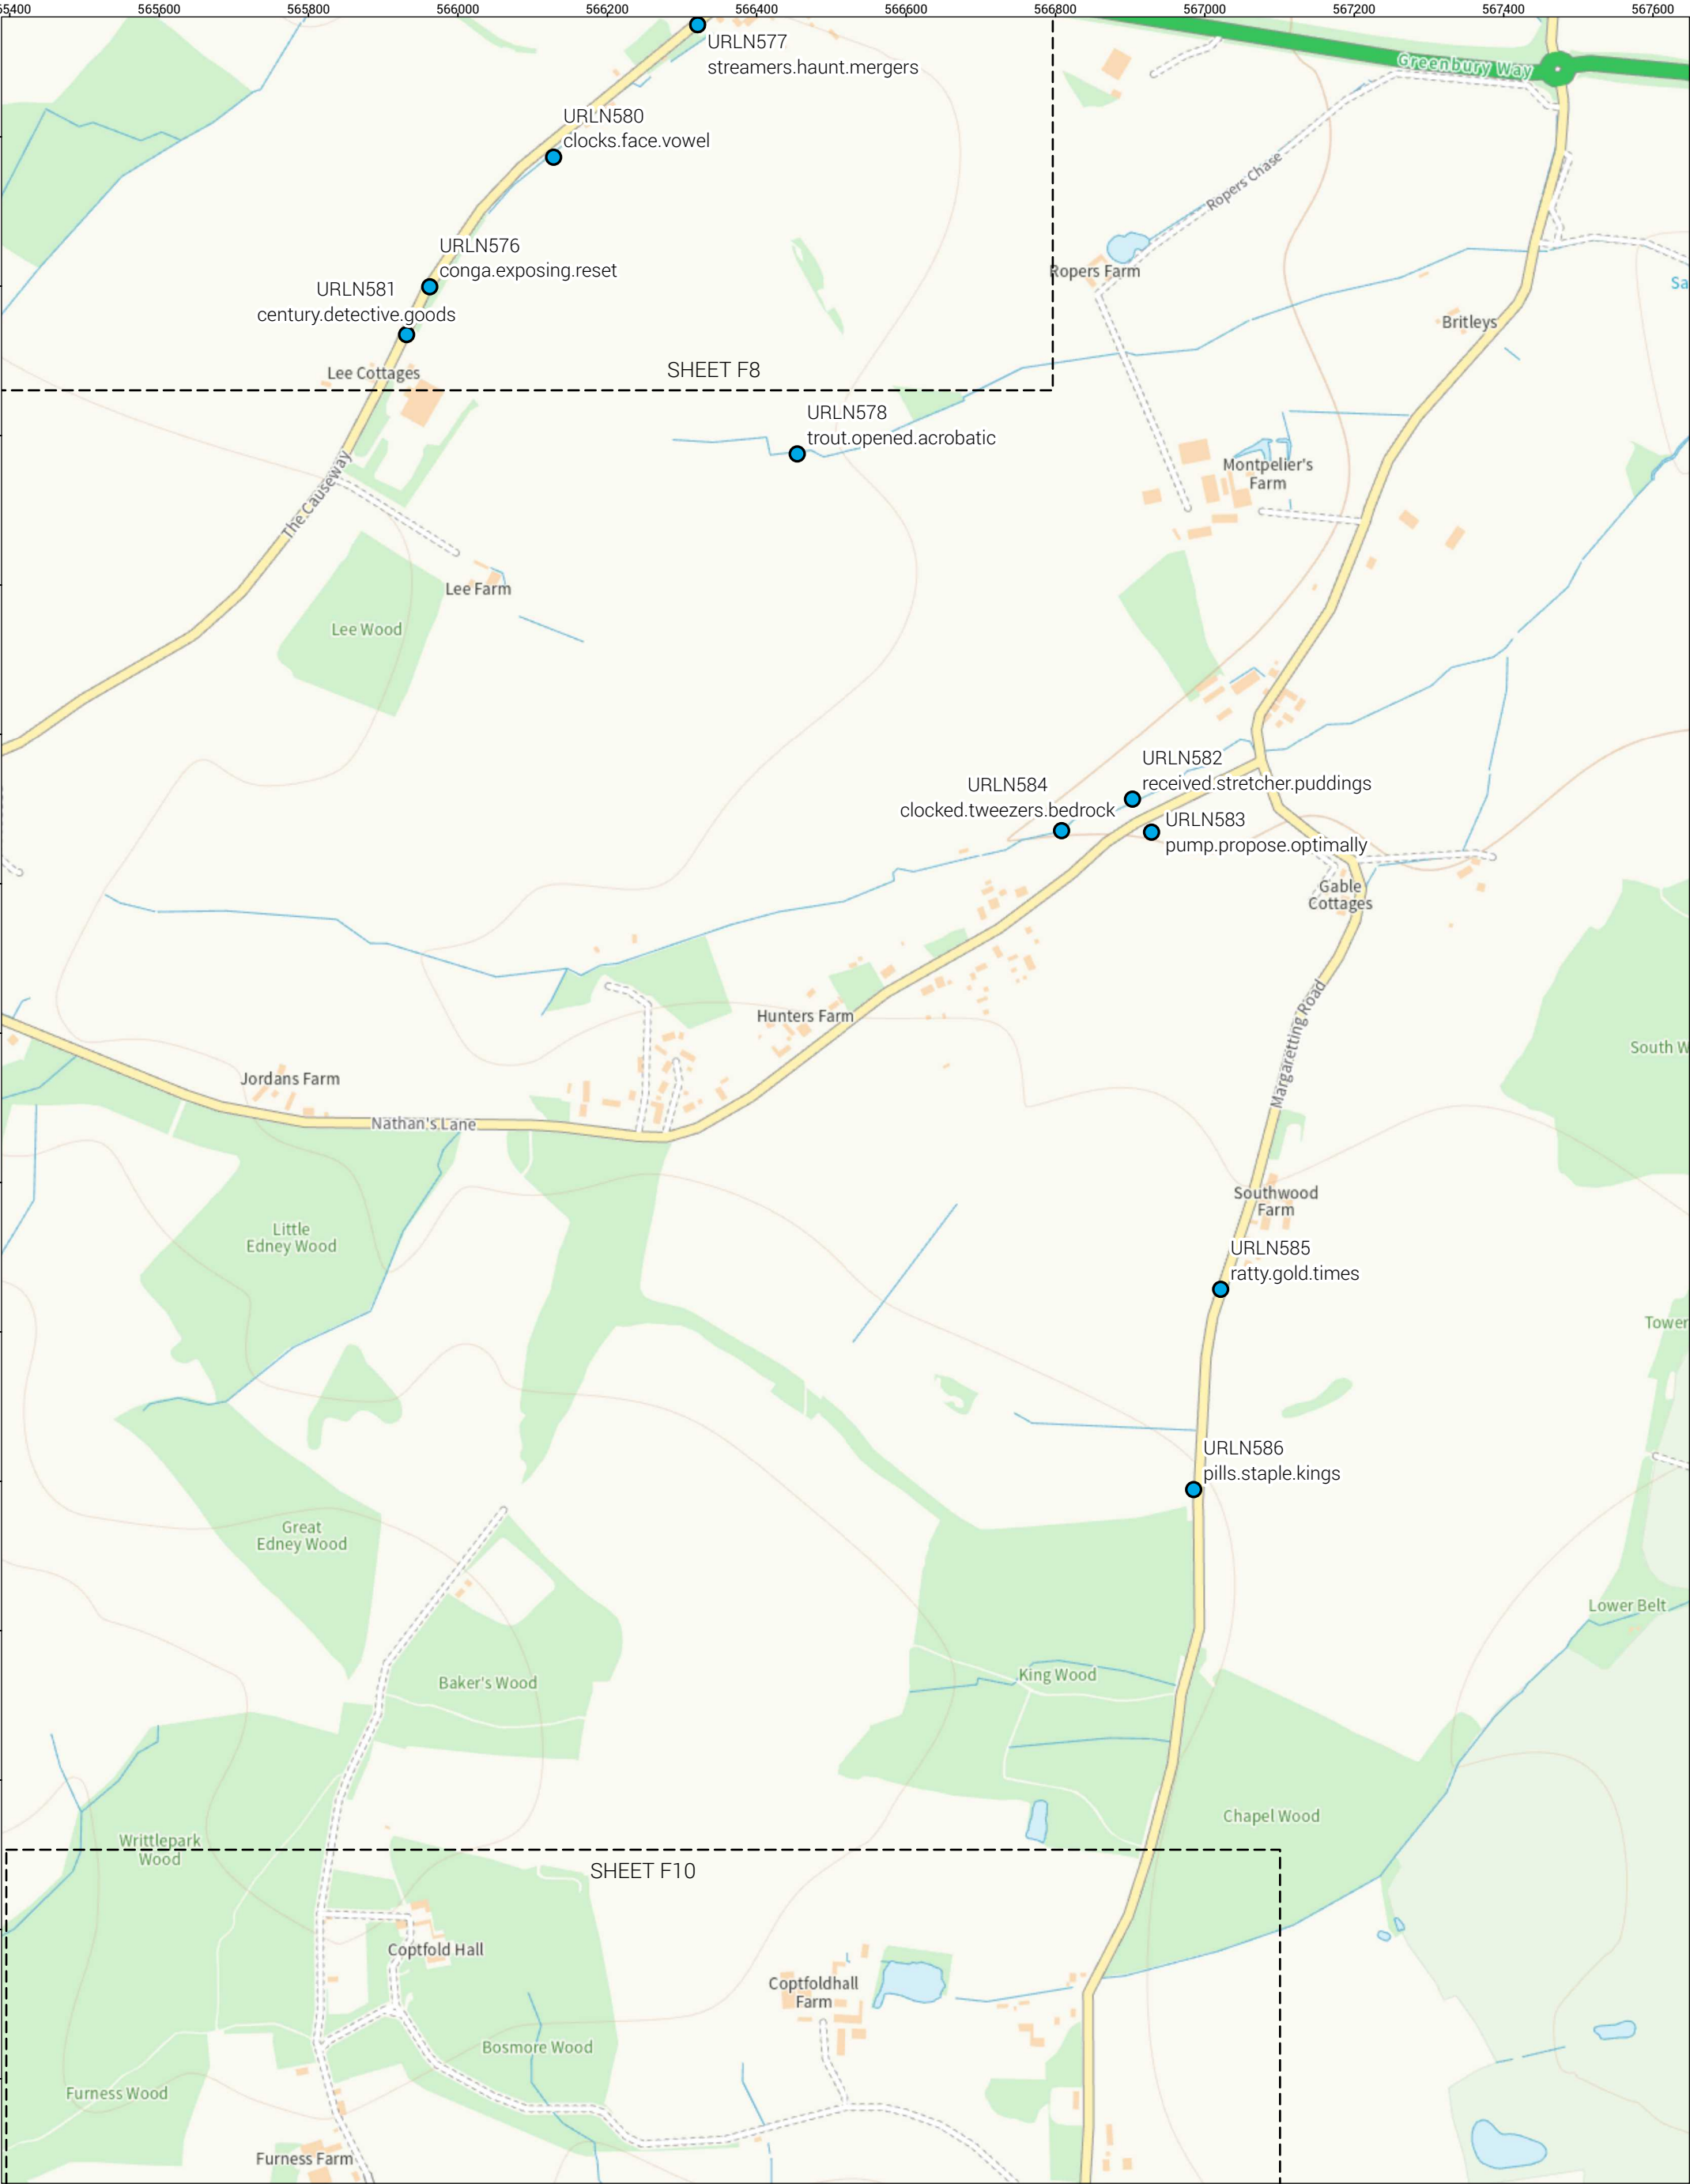 65400 565600 565800 566000 566200 566400 566600 566800 567000 567200 567400 567600
URLN577
streamers.haunt.mergers
Greenbury Way
URLN580
clocks.face.vowel
Ropers Chase
URLN576
conga.exposing.reset
Ropers Farm
URLN581
century.detective.goods
Sa
Britleys
Lee Cottages
SHEET F8
URLN578
trout.opened.acrobatic
Montpelier's
Farm
The Causeway
Lee Farm
Lee Wood
URLN582
received.stretcher.puddings
URLN584
clocked.tweezers.bedrock
URLN583
pump.propose.optimally
Gable
Cottages
Hunters Farm
Margaretting Road
South W
Jordans Farm
Nathan's Lane
Southwood
Farm
Little
Edney Wood
URLN585
ratty.gold.times
Tower
URLN586
pills.staple.kings
Great
Edney Wood
Lower Belt
King Wood
Baker's Wood
Chapel Wood
Writtlepark
Wood
SHEET F10
Coptfold Hall
Coptfoldhall
Farm
Bosmore Wood
Furness Wood
Furness Farm